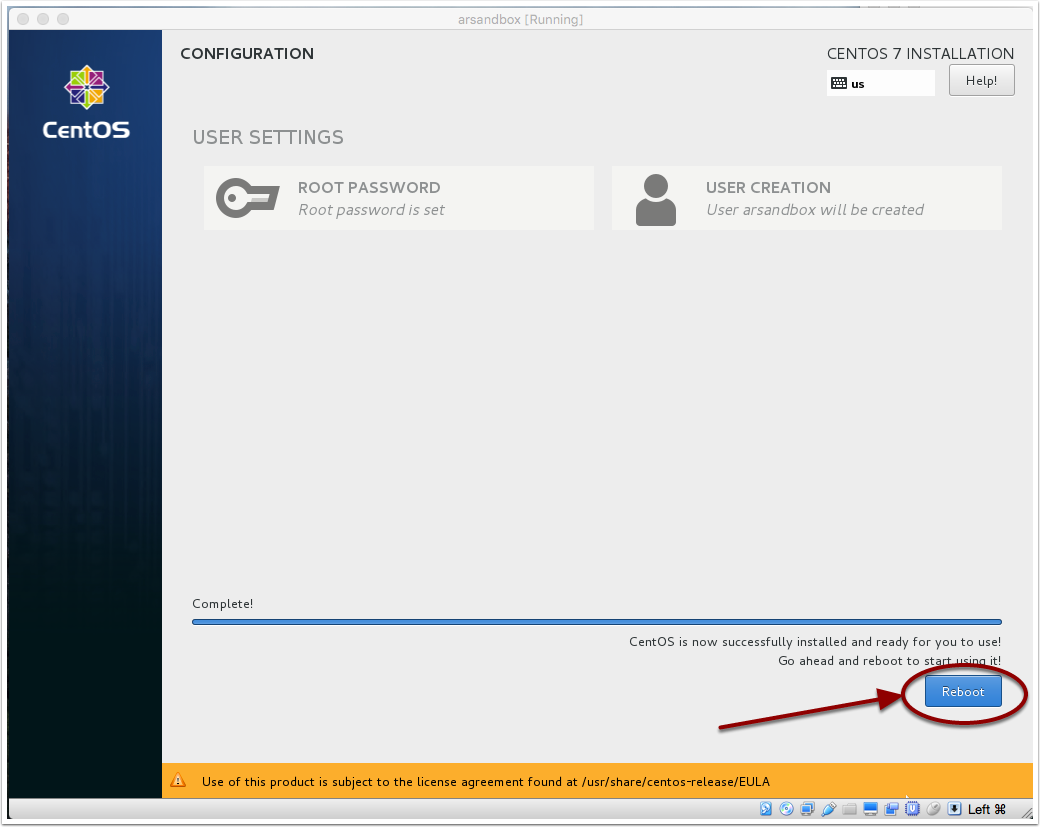 arsandbox [Running]
CentOS
CONFIGURATION
CENTOS 7 INSTALLATION
us
Help!
USER SETTINGS
ROOT PASSWORD
Root password is set
USER CREATION
User arsandbox will be created
Complete!
CentOS is now successfully installed and ready for you to use!
Go ahead and reboot to start using it!
Reboot
Use of this product is subject to the license agreement found at /usr/share/centos-release/EULA
Left ⌘